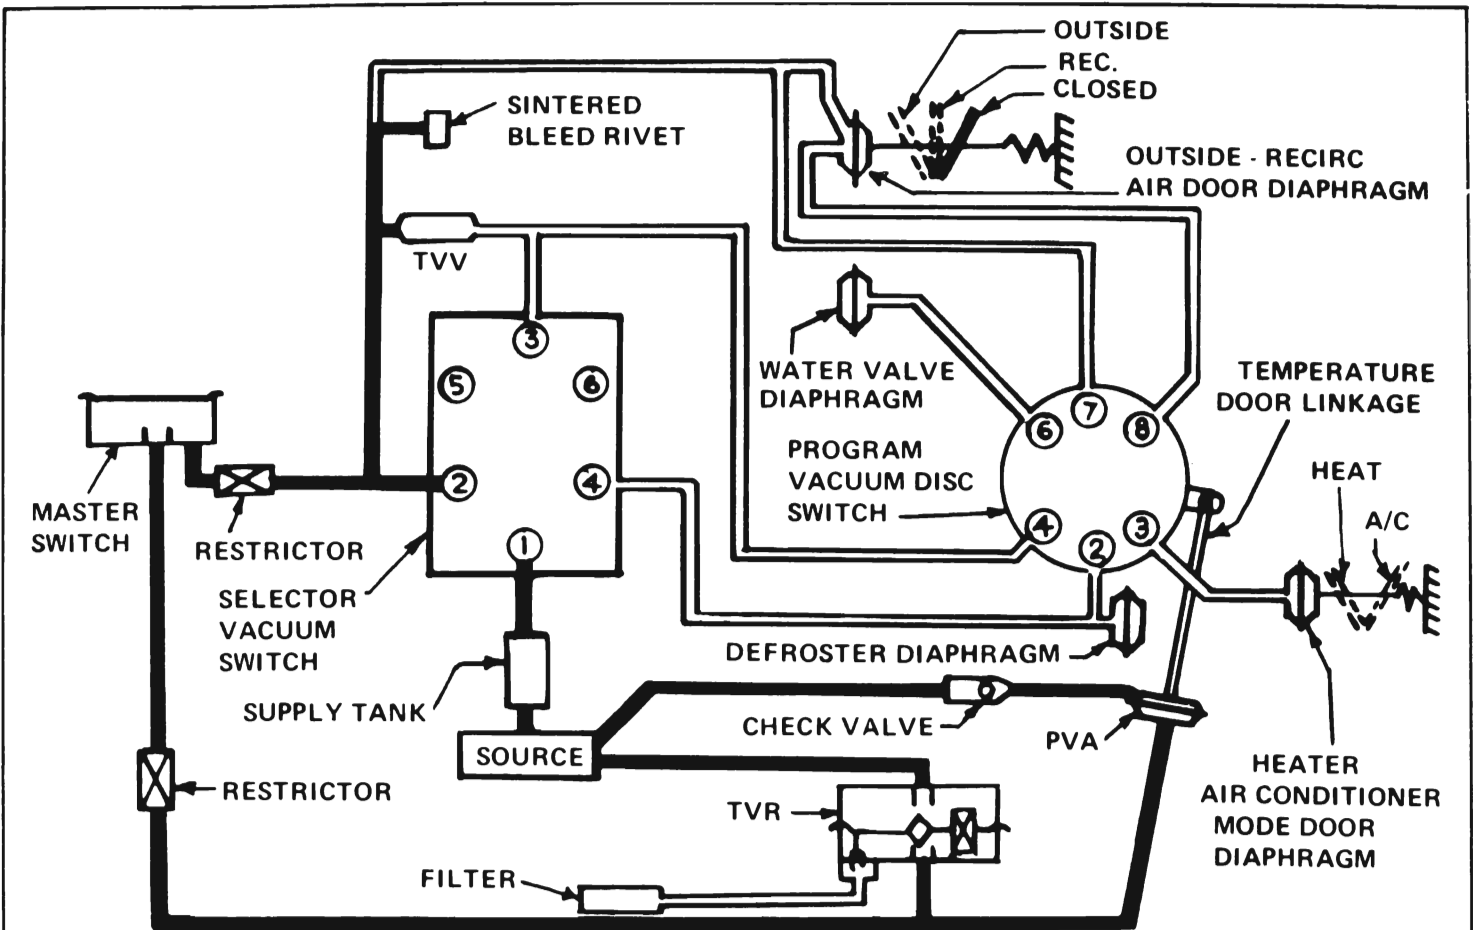 OUTSIDE
REC.
CLOSED
SINTERED
BLEED RIVET
OUTSIDE - RECIRC
AIR DOOR DIAPHRAGM
TVV
3
5
6
2
4
1
WATER VALVE
DIAPHRAGM
PROGRAM
VACUUM DISC
SWITCH
6
7
8
4
2
3
TEMPERATURE
DOOR LINKAGE
HEAT
A/C
MASTER
SWITCH
RESTRICTOR
SELECTOR
VACUUM
SWITCH
DEFROSTER DIAPHRAGM
SUPPLY TANK
SOURCE
CHECK VALVE
PVA
RESTRICTOR
TVR
HEATER
AIR CONDITIONER
MODE DOOR
DIAPHRAGM
FILTER